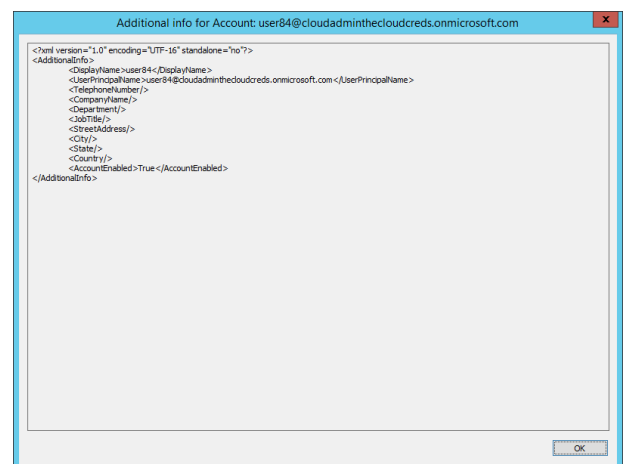 Additional info for Account: user84@cloudadminthecloudcreds.onmicrosoft.com
x
<?xml version="1.0" encoding="UTF-16" standalone="no"?>
<AdditionalInfo>
<DisplayName>user84</DisplayName>
<UserPrincipalName>user84@cloudadminthecloudcreds.onmicrosoft.com</UserPrincipalName>
<TelephoneNumber/>
<CompanyName/>
<Department/>
<JobTitle/>
<StreetAddress/>
<City/>
<State/>
<Country/>
<AccountEnabled>True</AccountEnabled>
</AdditionalInfo>
OK